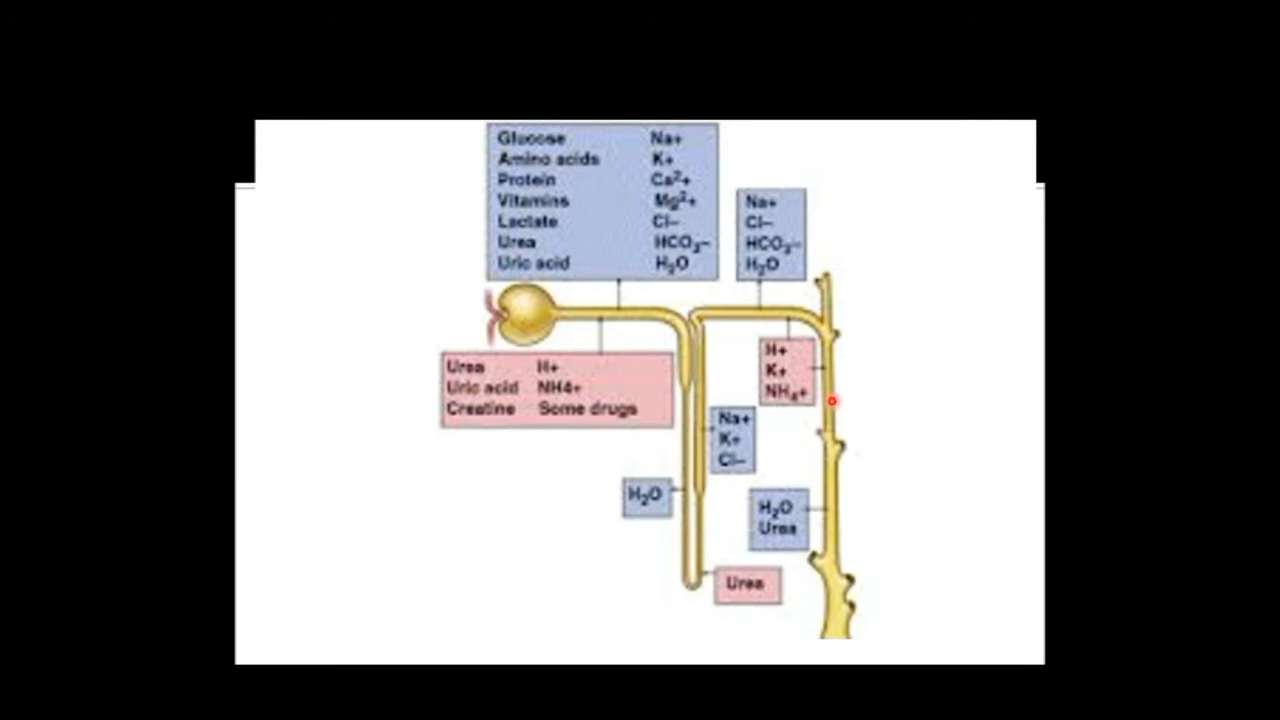 Glucose Na+
Amino acids K+
Protein Ca2+
Vitamins Mg2+
Lactate Cl–
Urea HCO3–
Uric acid H2O
Na+
Cl–
HCO3–
H2O
Urea H+
Uric acid NH4+
Creatine Some drugs
H+
K+
NH4+
Na+
K+
Cl–
H2O
H2O
Urea
Urea